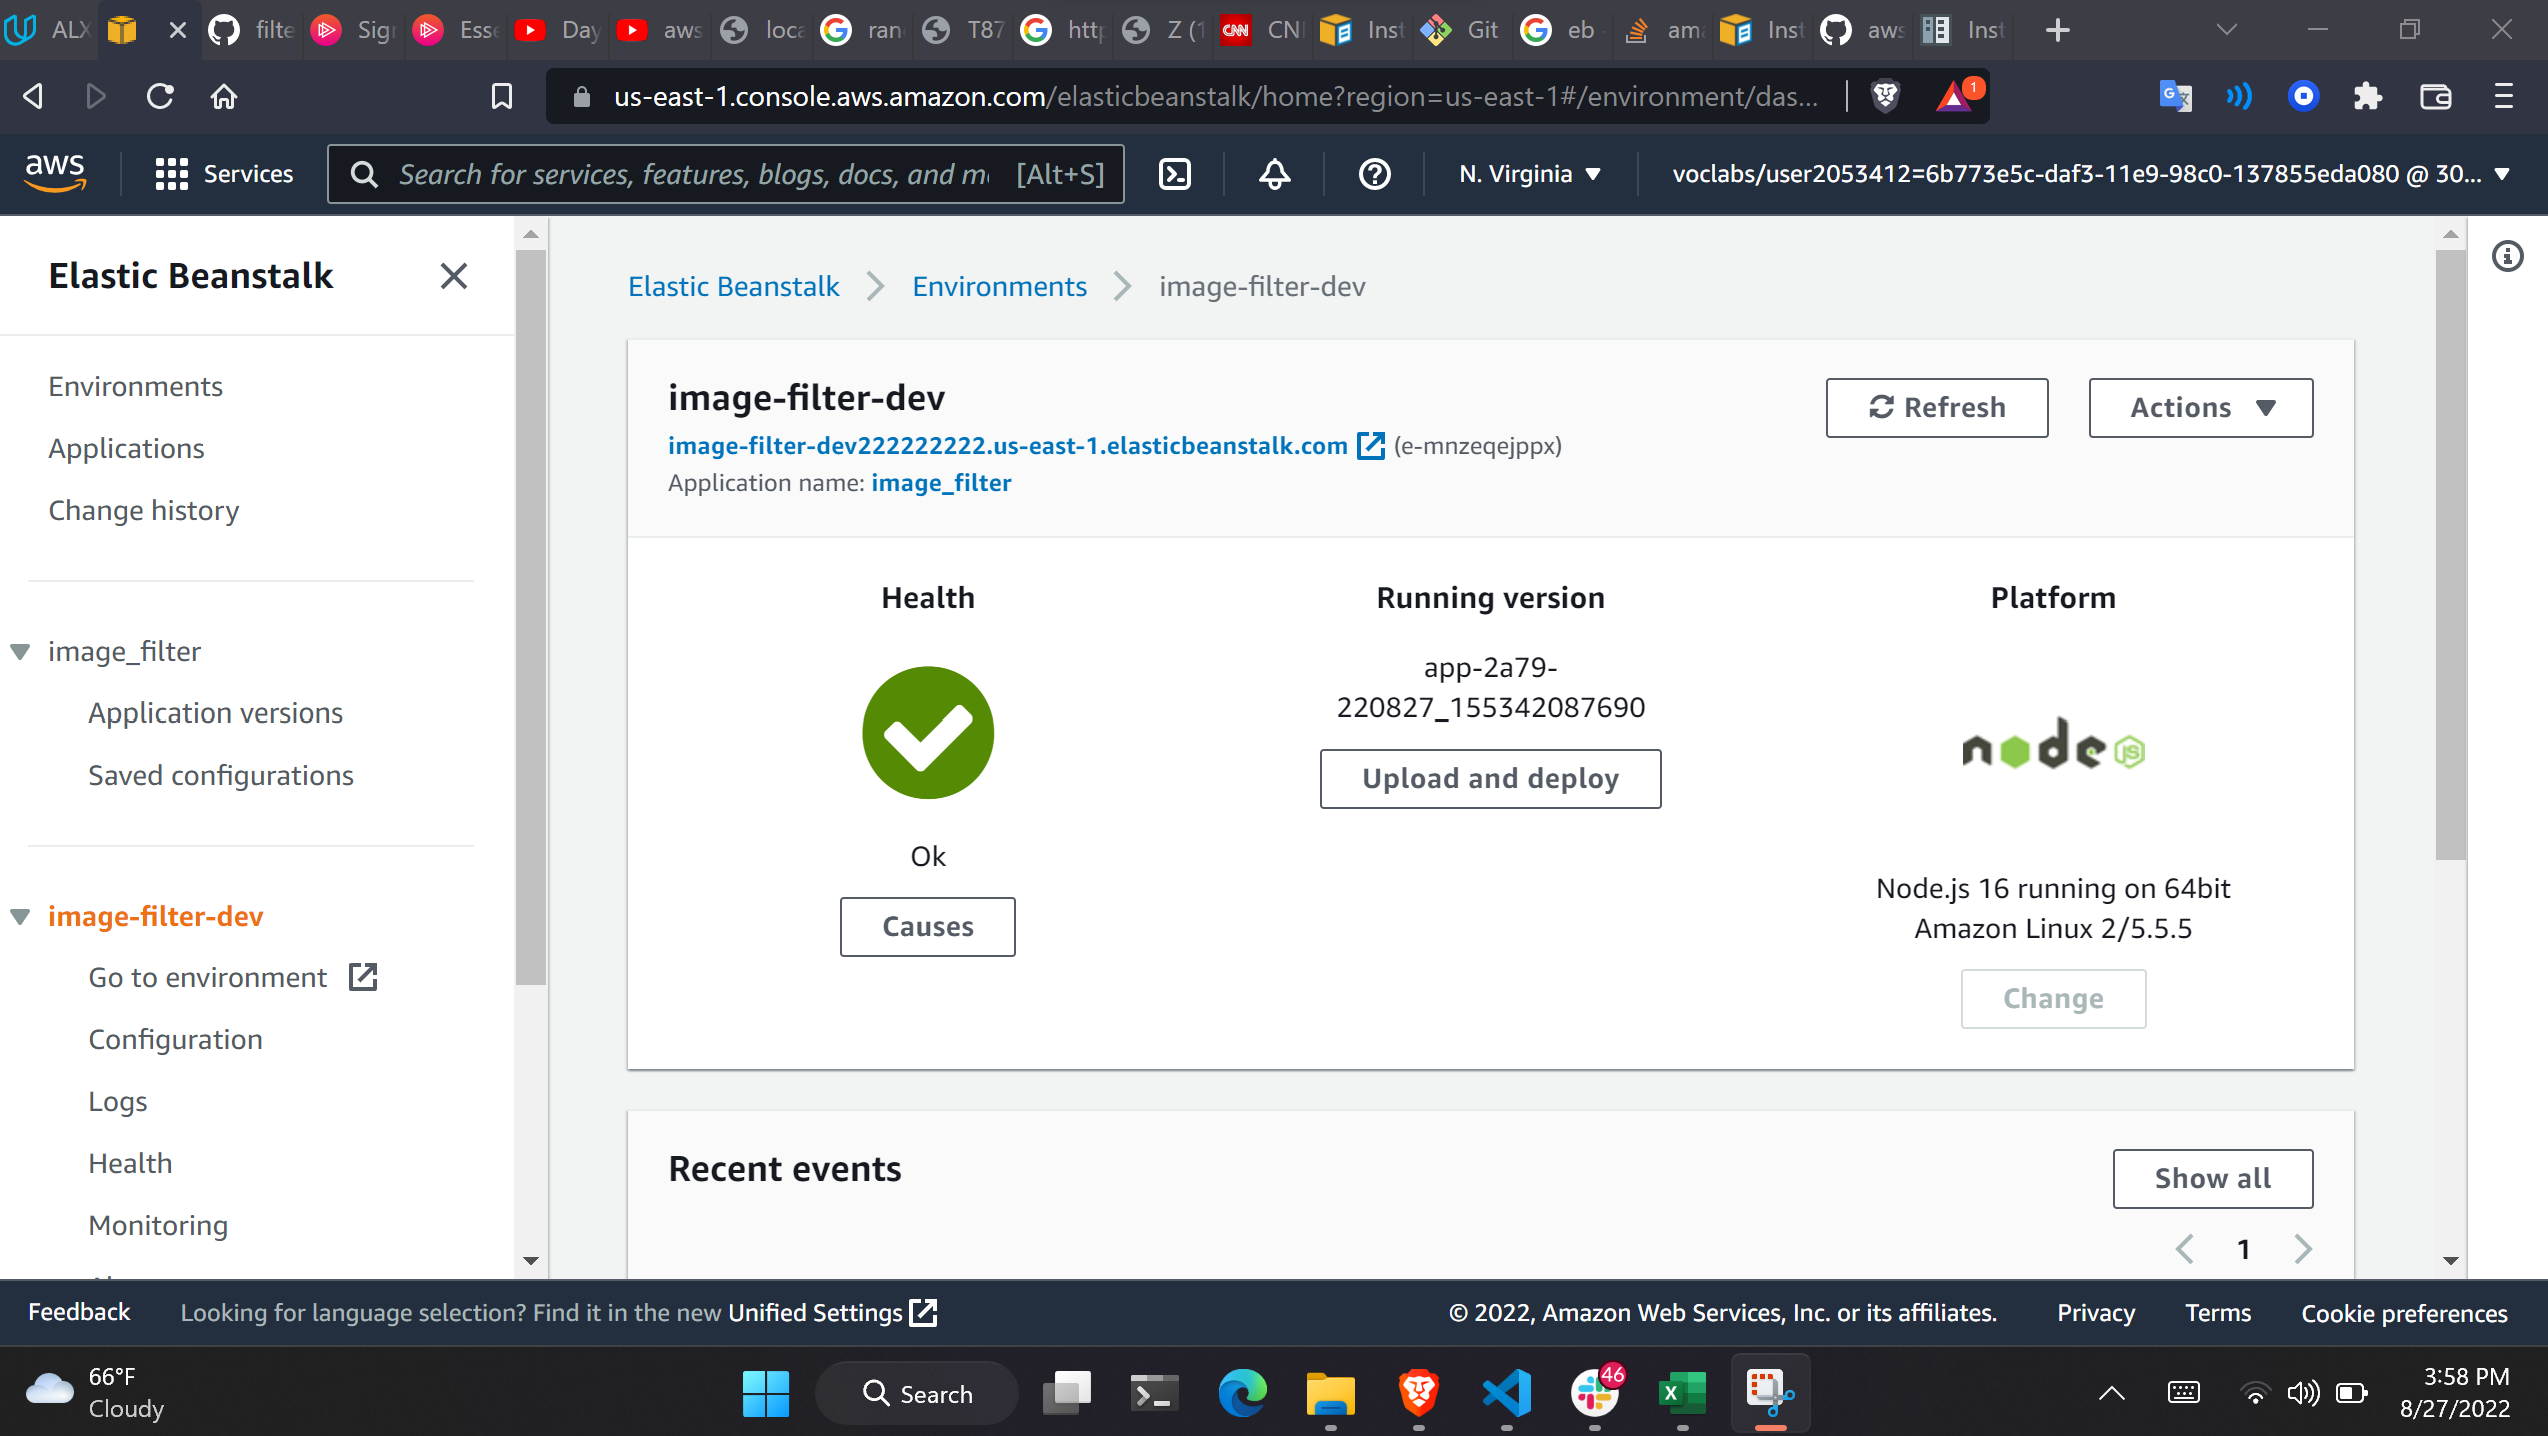 ALX
filte
Sign
Esse
Day
aws
loca
ran
T87
http
Z (1
CNN
CNI
Inst
Git
eb
ama
Inst
aws
Inst
us-east-1.console.aws.amazon.com/elasticbeanstalk/home?region=us-east-1#/environment/das...
1
aws
Services
Search for services, features, blogs, docs, and m
[Alt+S]
N. Virginia
voclabs/user2053412=6b773e5c-daf3-11e9-98c0-137855eda080 @ 30...
Elastic Beanstalk
Environments
Applications
Change history
image_filter
Application versions
Saved configurations
image-filter-dev
Go to environment
Configuration
Logs
Health
Monitoring
Elastic Beanstalk
Environments
image-filter-dev
image-filter-dev
image-filter-dev222222222.us-east-1.elasticbeanstalk.com (e-mnzeqejppx)
Application name: image_filter
Refresh
Actions
Health
Ok
Causes
Running version
app-2a79-
220827_155342087690
Upload and deploy
Platform
node JS
Node.js 16 running on 64bit
Amazon Linux 2/5.5.5
Change
Recent events
Show all
1
Feedback
Looking for language selection? Find it in the new Unified Settings
© 2022, Amazon Web Services, Inc. or its affiliates.
Privacy
Terms
Cookie preferences
66°F
Cloudy
Search
46
3:58 PM
8/27/2022